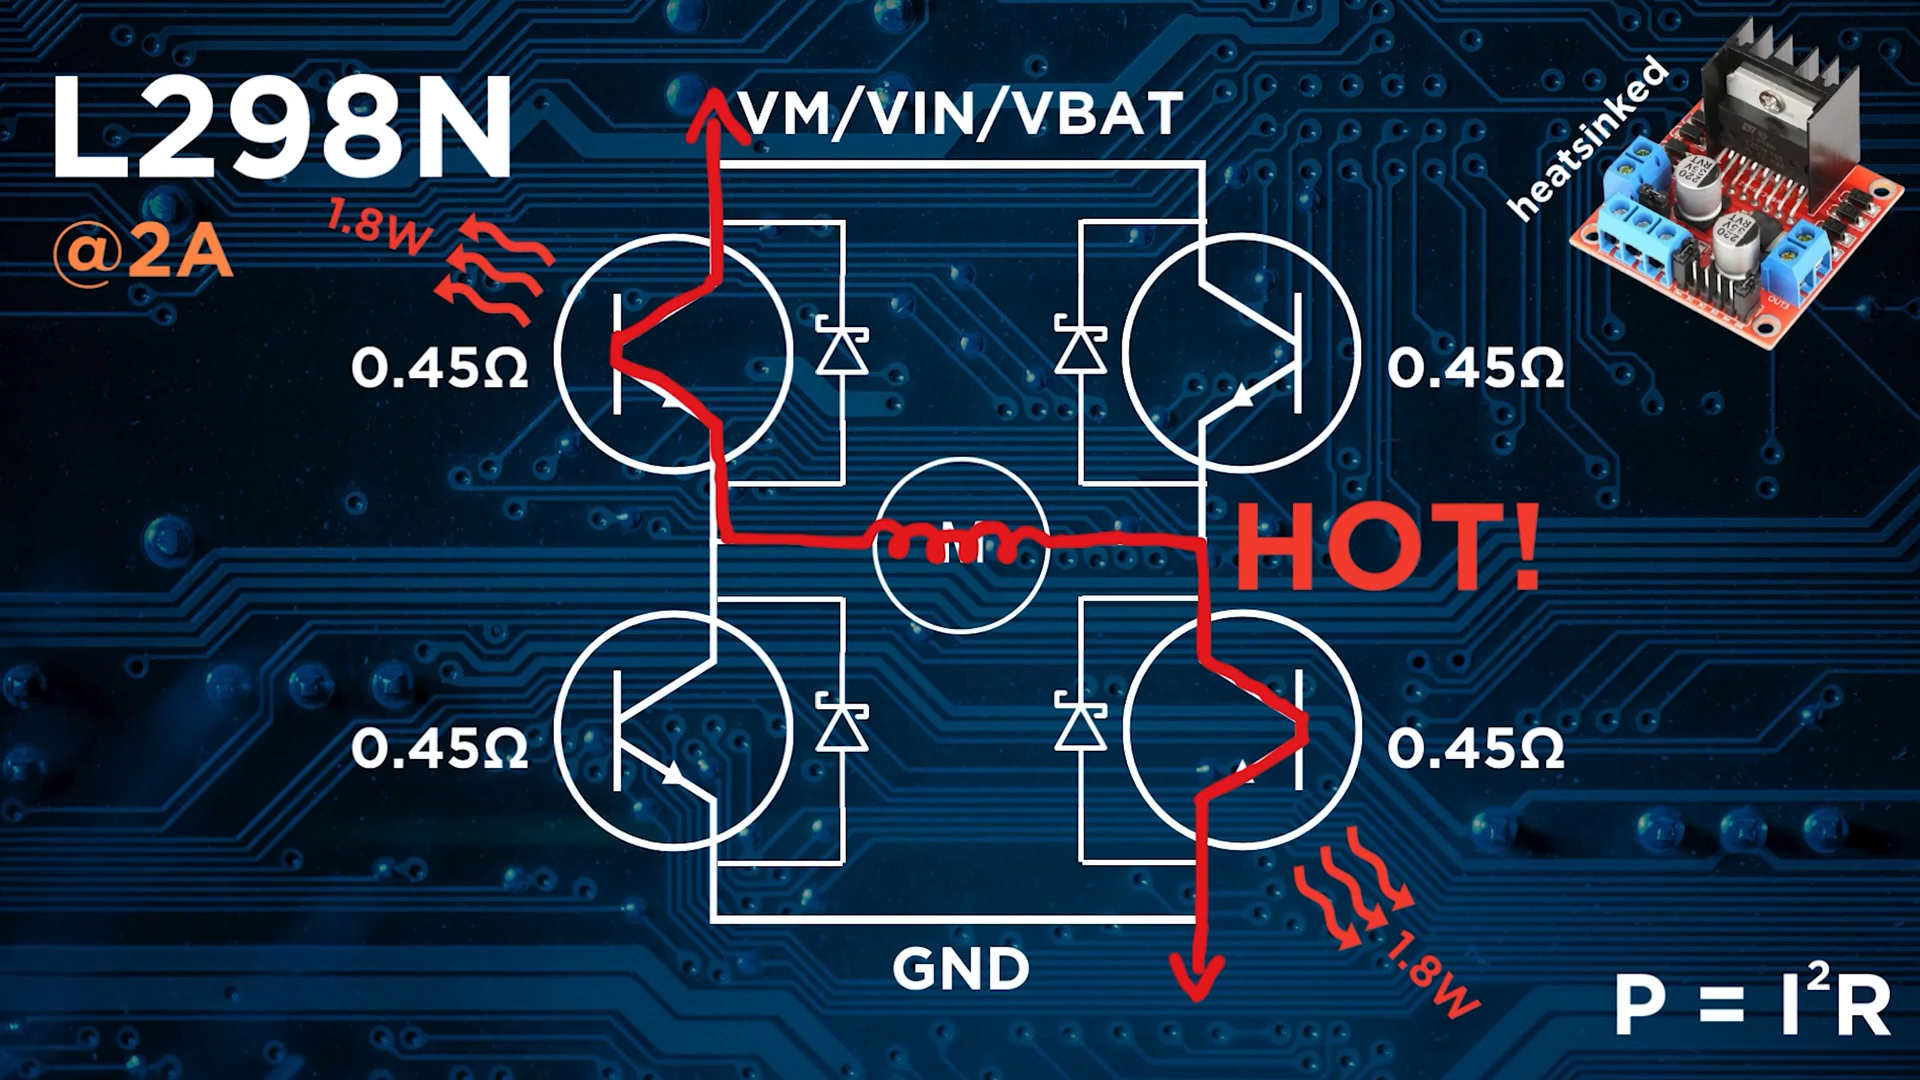 L298N
@2A
VM/VIN/VBAT
heatsinked
1.8W
0.45Ω
0.45Ω
M
HOT!
0.45Ω
0.45Ω
GND
1.8W
P = I²R